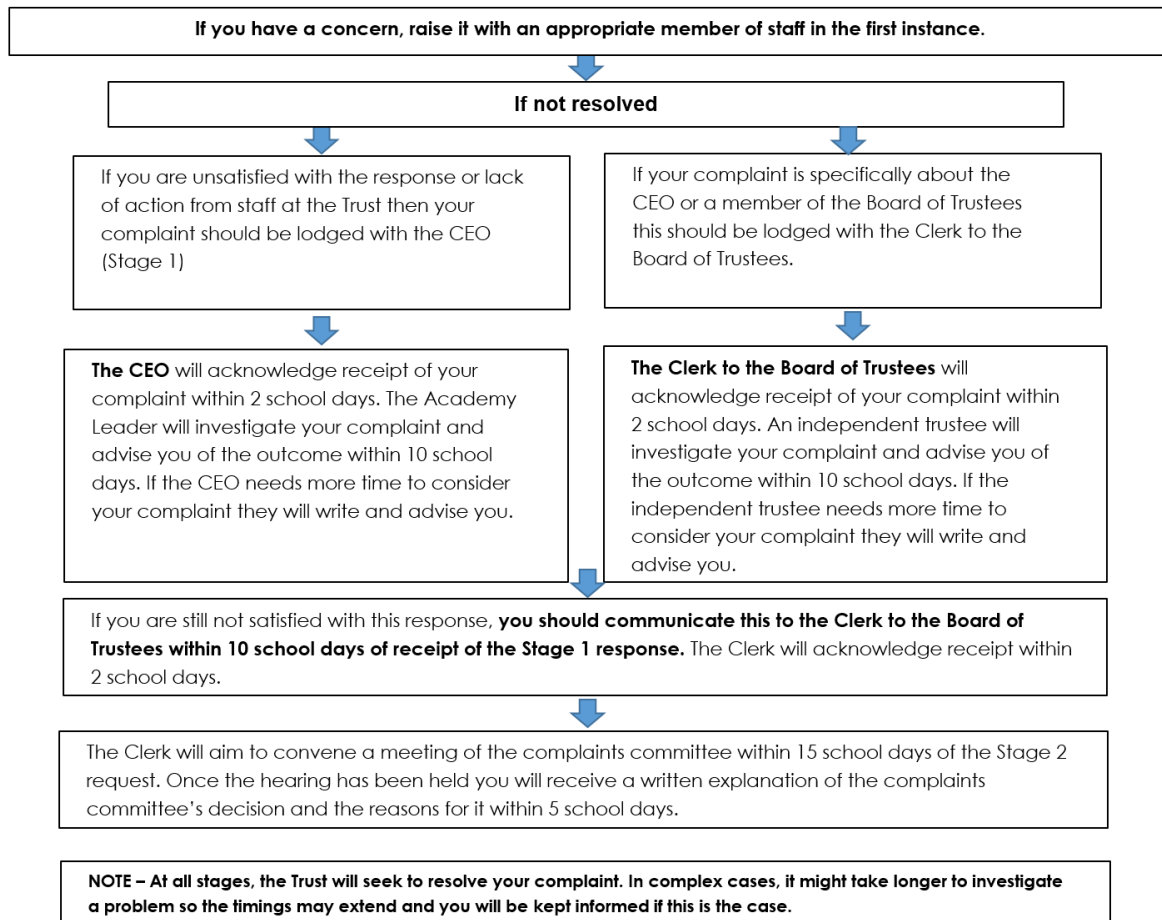 If you have a concern, raise it with an appropriate member of staff in the first instance.
If not resolved
If you are unsatisfied with the response or lack
of action from staff at the Trust then your
complaint should be lodged with the CEO
(Stage 1)
If your complaint is specifically about the
CEO or a member of the Board of Trustees
this should be lodged with the Clerk to the
Board of Trustees.
The CEO will acknowledge receipt of your
complaint within 2 school days. The Academy
Leader will investigate your complaint and
advise you of the outcome within 10 school
days. If the CEO needs more time to consider
your complaint they will write and advise you.
The Clerk to the Board of Trustees will
acknowledge receipt of your complaint within
2 school days. An independent trustee will
investigate your complaint and advise you of
the outcome within 10 school days. If the
independent trustee needs more time to
consider your complaint they will write and
advise you.
If you are still not satisfied with this response, you should communicate this to the Clerk to the Board of
Trustees within 10 school days of receipt of the Stage 1 response. The Clerk will acknowledge receipt within
2 school days.
The Clerk will aim to convene a meeting of the complaints committee within 15 school days of the Stage 2
request. Once the hearing has been held you will receive a written explanation of the complaints
committee’s decision and the reasons for it within 5 school days.
NOTE – At all stages, the Trust will seek to resolve your complaint. In complex cases, it might take longer to investigate
a problem so the timings may extend and you will be kept informed if this is the case.